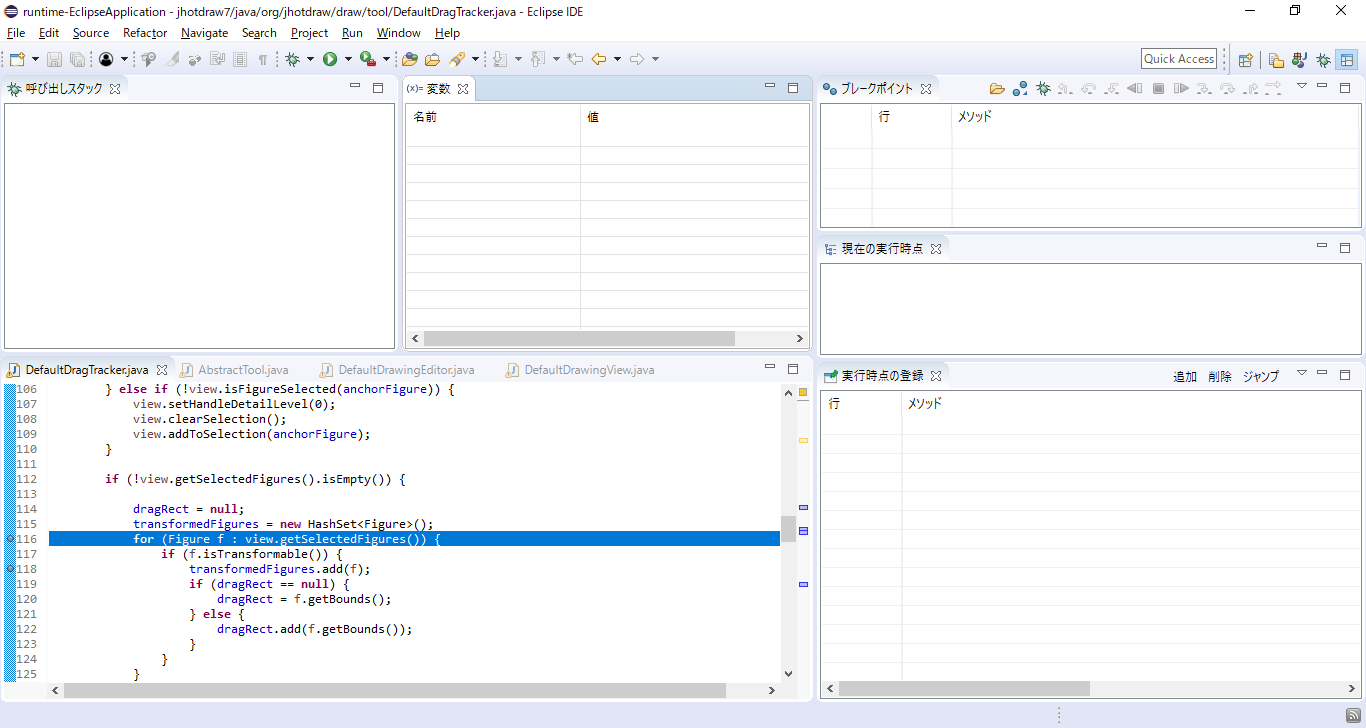 runtime-EclipseApplication - jhotdraw7/java/org/jhotdraw/draw/tool/DefaultDragTracker.java - Eclipse IDE
File Edit Source Refactor Navigate Search Project Run Window Help
Quick Access
呼び出しスタック
(x)= 変数
名前 値
ブレークポイント
行 メソッド
現在の実行時点
DefaultDragTracker.java AbstractTool.java DefaultDrawingEditor.java DefaultDrawingView.java
106 } else if (!view.isFigureSelected(anchorFigure)) {
107 view.setHandleDetailLevel(0);
108 view.clearSelection();
109 view.addToSelection(anchorFigure);
110 }
111
112 if (!view.getSelectedFigures().isEmpty()) {
113
114 dragRect = null;
115 transformedFigures = new HashSet<Figure>();
116 for (Figure f : view.getSelectedFigures()) {
117 if (f.isTransformable()) {
118 transformedFigures.add(f);
119 if (dragRect == null) {
120 dragRect = f.getBounds();
121 } else {
122 dragRect.add(f.getBounds());
123 }
124 }
125 }
実行時点の登録 追加 削除 ジャンプ
行 メソッド